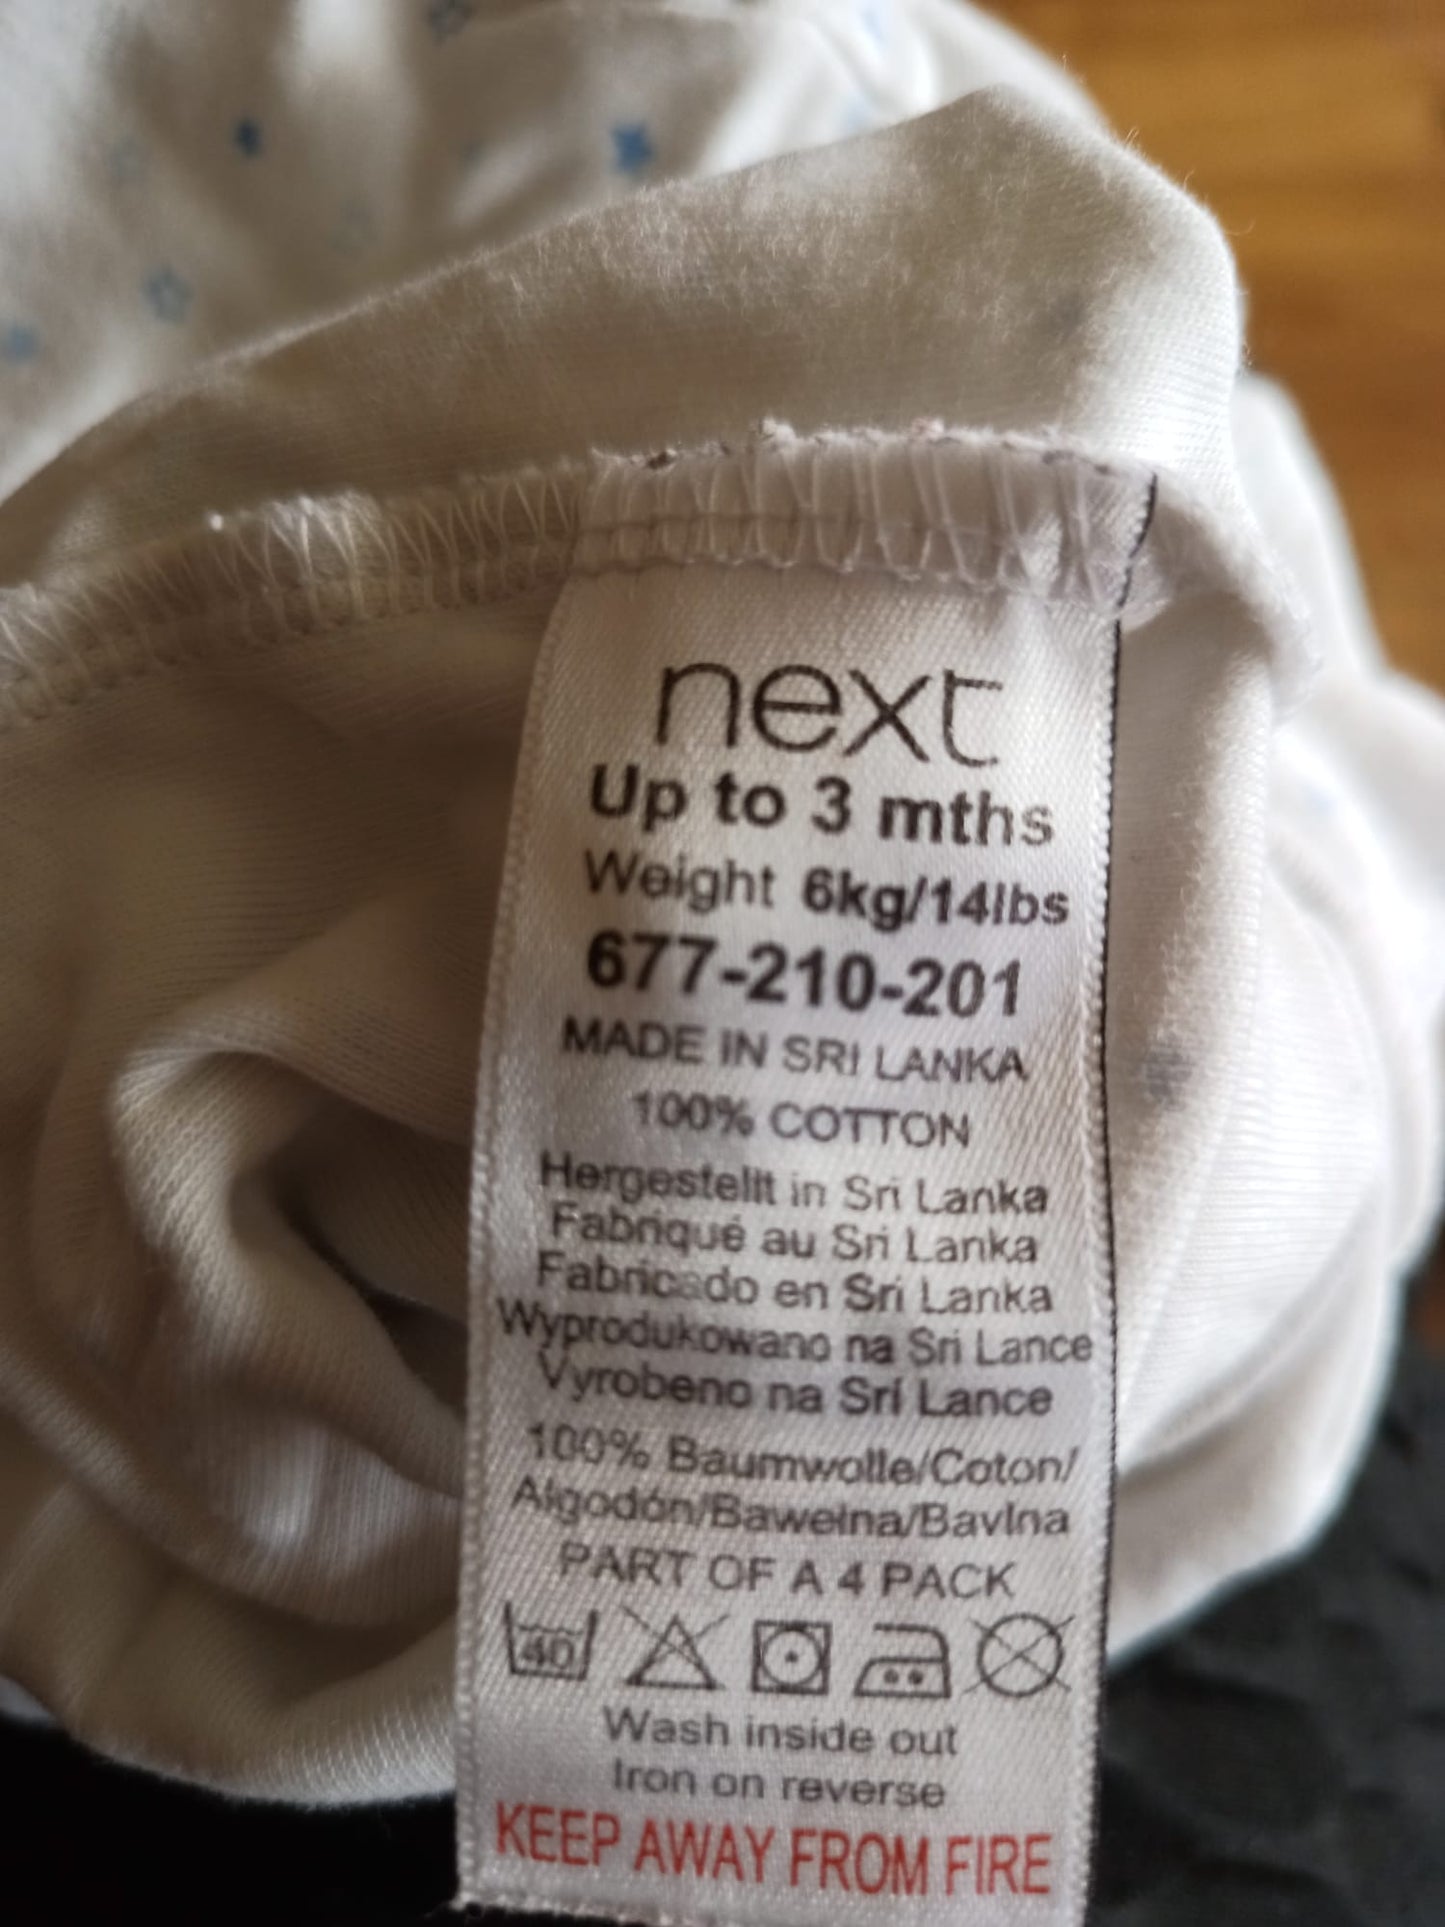 next
Up to 3 mths
Weight 6kg/14lbs
677-210-201
MADE IN SRI LANKA
100% COTTON
Hergestellt in Sri Lanka
Fabriqué au Sri Lanka
Fabricado en Sri Lanka
Wyprodukowano na Sri Lance
Vyrobeno na Srí Lance
100% Baumwolle/Coton/
Algodón/Bawełna/Bavlna
PART OF A 4 PACK
40
Wash inside out
Iron on reverse
KEEP AWAY FROM FIRE